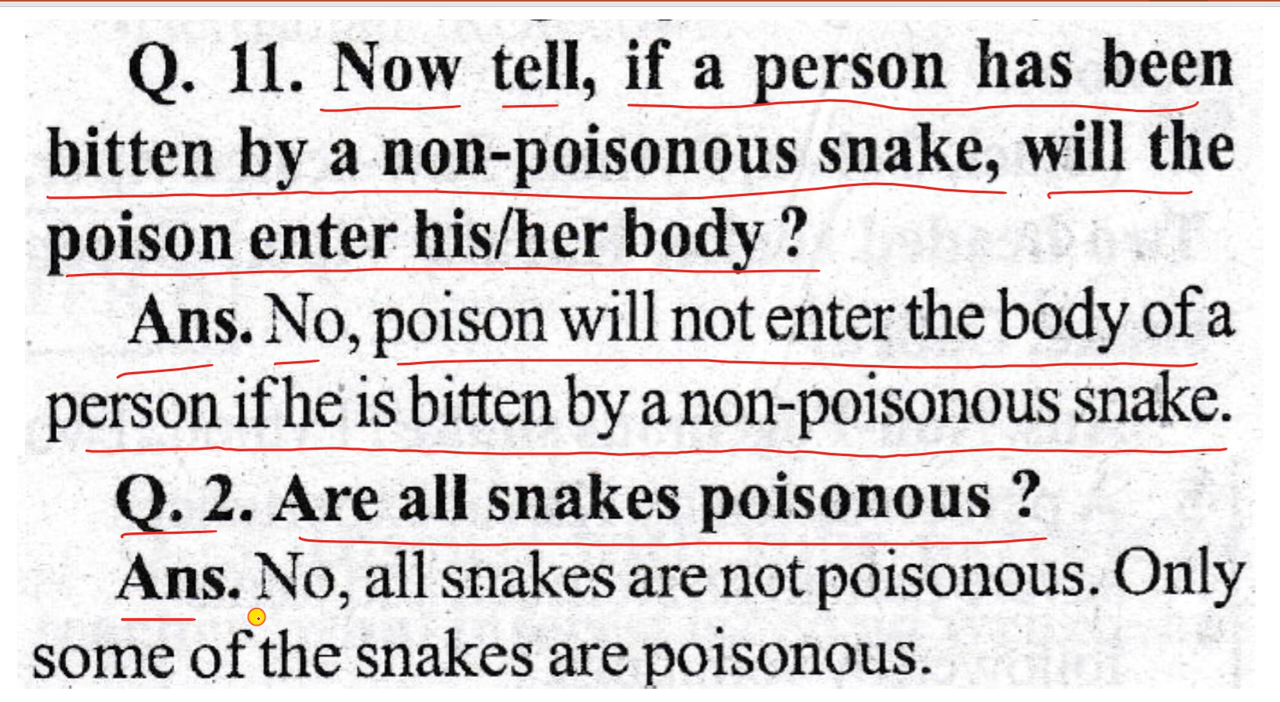 Q. 11. Now tell, if a person has been
bitten by a non-poisonous snake, will the
poison enter his/her body ?
Ans. No, poison will not enter the body of a
person if he is bitten by a non-poisonous snake.
Q. 2. Are all snakes poisonous ?
Ans. No, all snakes are not poisonous. Only
some of the snakes are poisonous.